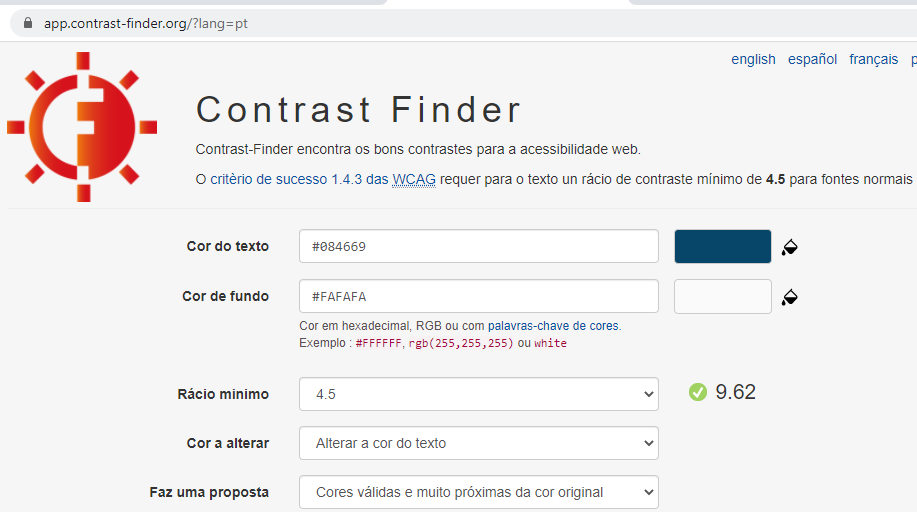 app.contrast-finder.org/?lang=pt
english español français
Contrast Finder
Contrast-Finder encontra os bons contrastes para a acessibilidade web.
O critèrio de sucesso 1.4.3 das WCAG requer para o texto un rácio de contraste mínimo de 4.5 para fontes normais
Cor do texto #084669
Cor de fundo #FAFAFA
Cor em hexadecimal, RGB ou com palavras-chave de cores.
Exemplo : #FFFFFF, rgb(255,255,255) ou white
Rácio minimo 4.5 9.62
Cor a alterar Alterar a cor do texto
Faz uma proposta Cores válidas e muito próximas da cor original